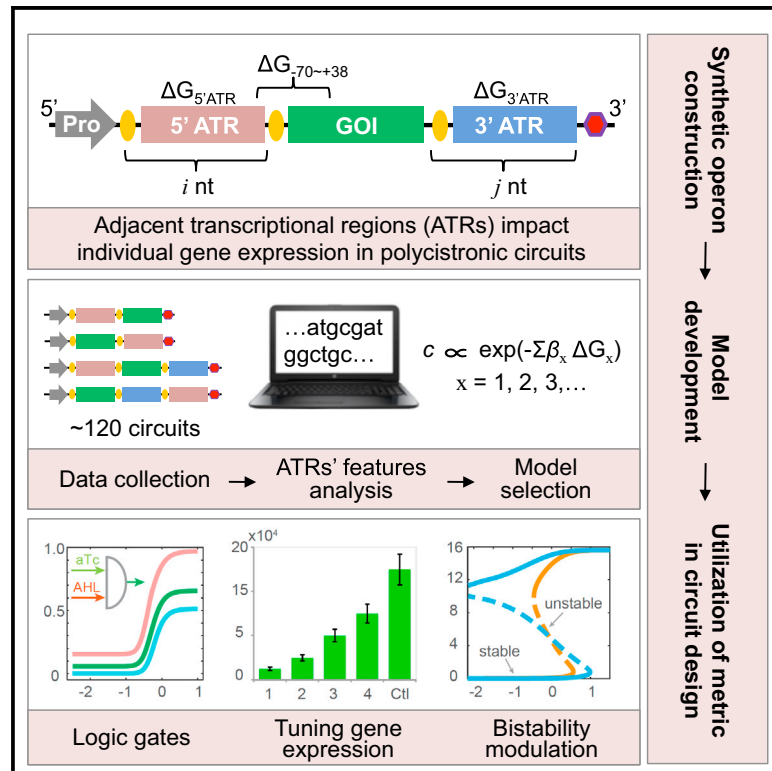 ΔG-70~+38
ΔG5'ATR
ΔG3'ATR
5'
Pro
5' ATR
GOI
3' ATR
3'
i nt
j nt
Adjacent transcriptional regions (ATRs) impact
individual gene expression in polycistronic circuits
~120 circuits
...atgcgat
ggctgc...
c ∝ exp(-Σβx ΔGx)
x = 1, 2, 3,...
Data collection → ATRs' features analysis → Model selection
1.0
0.5
0
aTc
AHL
-2 -1 0 1
Logic gates
x10⁴
20
15
5
0
1 2 3 4 Ctl
Tuning gene
expression
16
12
8
4
0
unstable
stable
-2 -1 0 1
Bistability
modulation
Synthetic operon
construction
→
Model
development
→
Utilization of metric
in circuit design